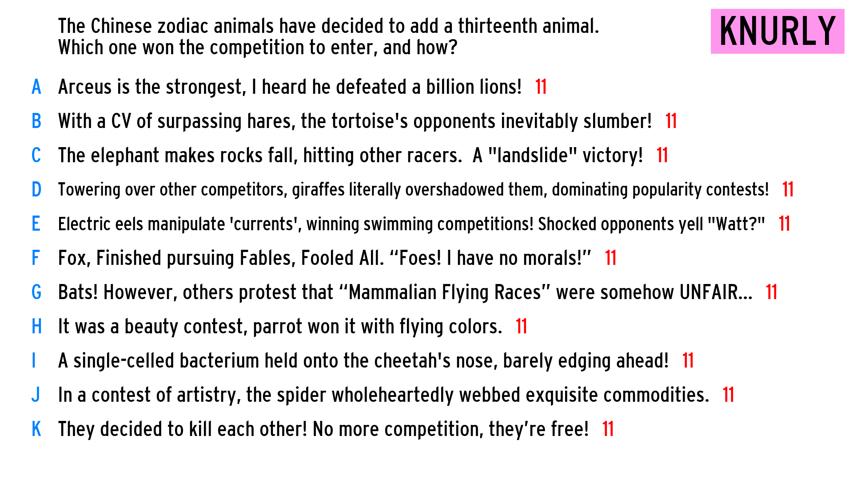 The Chinese zodiac animals have decided to add a thirteenth animal.
Which one won the competition to enter, and how?
KNURLY
A Arceus is the strongest, I heard he defeated a billion lions! 11
B With a CV of surpassing hares, the tortoise's opponents inevitably slumber! 11
C The elephant makes rocks fall, hitting other racers. A "landslide" victory! 11
D Towering over other competitors, giraffes literally overshadowed them, dominating popularity contests! 11
E Electric eels manipulate 'currents', winning swimming competitions! Shocked opponents yell "Watt?" 11
F Fox, Finished pursuing Fables, Fooled All. “Foes! I have no morals!” 11
G Bats! However, others protest that “Mammalian Flying Races” were somehow UNFAIR... 11
H It was a beauty contest, parrot won it with flying colors. 11
I A single-celled bacterium held onto the cheetah's nose, barely edging ahead! 11
J In a contest of artistry, the spider wholeheartedly webbed exquisite commodities. 11
K They decided to kill each other! No more competition, they’re free! 11